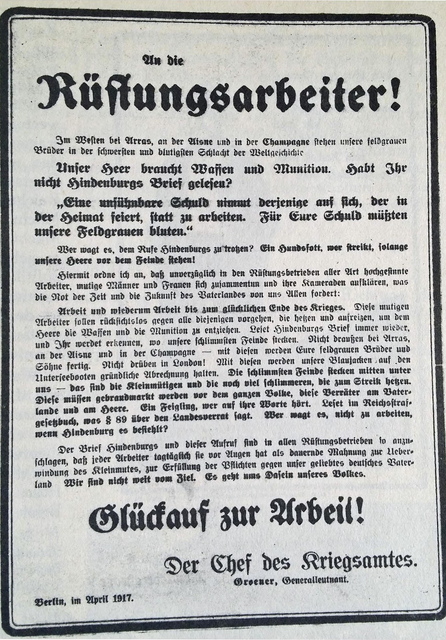 An die
Rüstungsarbeiter!
Im Westen bei Arras, an der Aisne und in der Champagne stehen unsere feldgrauen
Brüder in der schwersten und blutigsten Schlacht der Weltgeschichte
Unser Heer braucht Waffen und Munition. Habt Ihr
nicht Hindenburgs Brief gelesen?
„Eine unsühnbare Schuld nimmt derjenige auf sich, der in
der Heimat feiert, statt zu arbeiten. Für Eure Schuld müßten
unsere Feldgrauen bluten.“
Wer wagt es, dem Rufe Hindenburgs zu trotzen? Ein Hundsfott, wer streikt, solange
unsere Heere vor dem Feinde stehen!
Hiermit ordne ich an, daß unverzüglich in den Rüstungsbetrieben aller Art hochgesinnte
Arbeiter, mutige Männer und Frauen sich zusammentun und ihre Kameraden aufklären, was
die Not der Zeit und die Zukunft des Vaterlandes von uns Allen fordert:
Arbeit und wiederum Arbeit bis zum glücklichen Ende des Krieges. Diese mutigen
Arbeiter sollen rücksichtslos gegen alle diejenigen vorgehen, die hetzen und aufreizen, um dem
Heere die Waffen und die Munition zu entziehen. Leset Hindenburgs Brief immer wieder,
und Ihr werdet erkennen, wo unsere schlimmsten Feinde stecken. Nicht draußen bei Arras,
an der Aisne und in der Champagne — mit diesen werden Eure feldgrauen Brüder und
Söhne fertig. Nicht drüben in London! Mit diesen werden unsere Blaujacken auf den
Unterseebooten gründliche Abrechnung halten. Die schlimmsten Feinde stecken mitten unter
uns — das sind die Kleinmütigen und die noch viel schlimmeren, die zum Streik hetzen.
Diese müssen gebrandmarkt werden vor dem ganzen Volke, diese Verräter am Vater-
lande und am Heere. Ein Feigling, wer auf ihre Worte hört. Leset im Reichstraf-
gesetzbuch, was § 89 über den Landesverrat sagt. Wer wagt es, nicht zu arbeiten,
wenn Hindenburg es befiehlt?
Der Brief Hindenburgs und dieser Aufruf sind in allen Rüstungsbetrieben so anzu-
schlagen, daß jeder Arbeiter tagtäglich sie vor Augen hat als dauernde Mahnung zur Ueber-
windung des Kleinmutes, zur Erfüllung der Pflichten gegen unser geliebtes deutsches Vater-
land Wir sind nicht weit vom Ziel. Es geht ums Dasein unseres Volkes.
Glückauf zur Arbeit!
Der Chef des Kriegsamtes.
Groener, Generalleutnant.
Berlin, im April 1917.